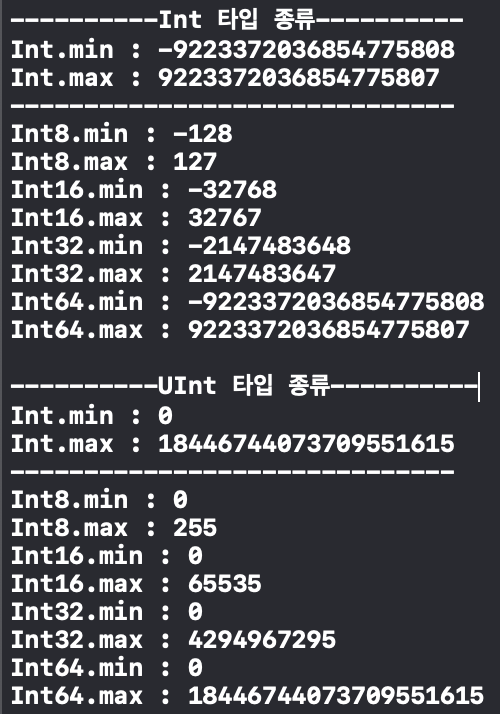 ----------Int 타입 종류----------
Int.min : -9223372036854775808
Int.max : 9223372036854775807
------------------------------
Int8.min : -128
Int8.max : 127
Int16.min : -32768
Int16.max : 32767
Int32.min : -2147483648
Int32.max : 2147483647
Int64.min : -9223372036854775808
Int64.max : 9223372036854775807
----------UInt 타입 종류----------
Int.min : 0
Int.max : 18446744073709551615
------------------------------
Int8.min : 0
Int8.max : 255
Int16.min : 0
Int16.max : 65535
Int32.min : 0
Int32.max : 4294967295
Int64.min : 0
Int64.max : 18446744073709551615